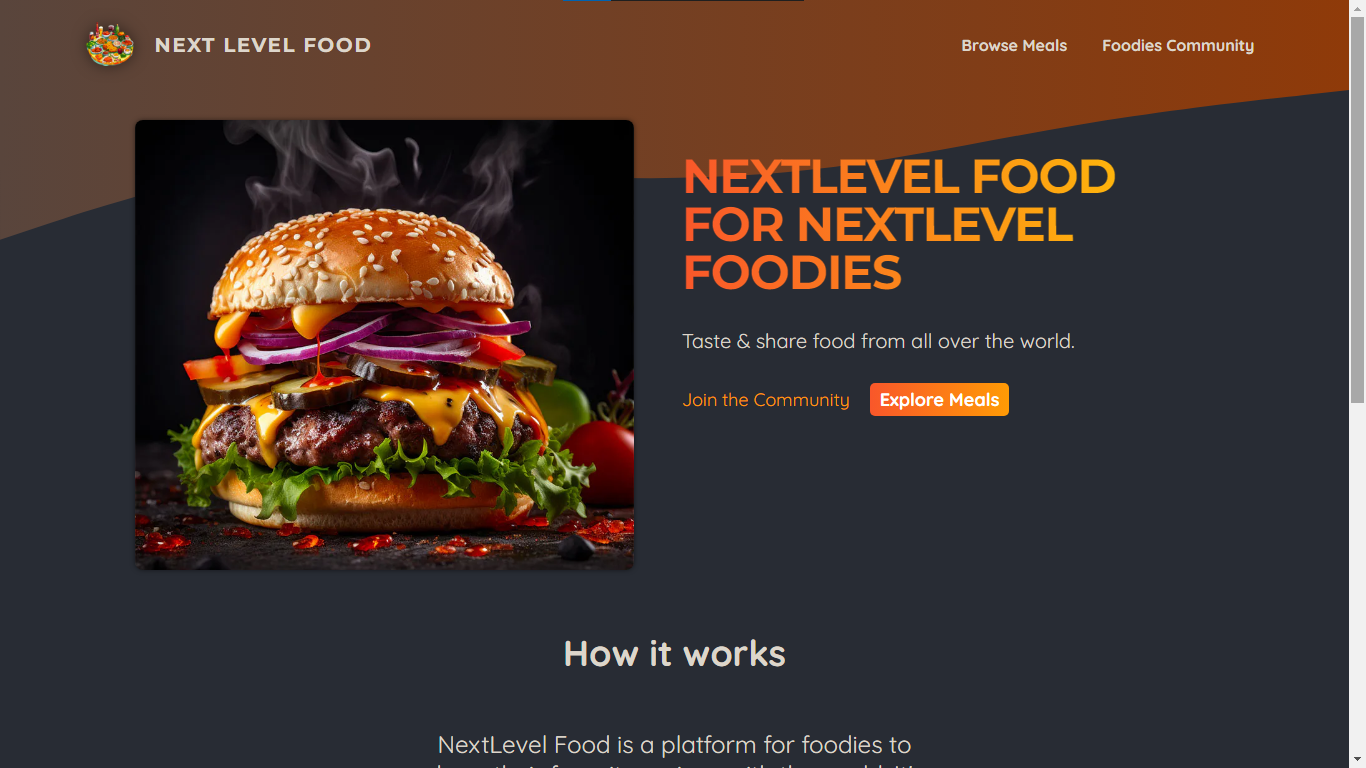 NEXT LEVEL FOOD
Browse Meals
Foodies Community
NEXTLEVEL FOOD
FOR NEXTLEVEL
FOODIES
Taste & share food from all over the world.
Join the Community
Explore Meals
How it works
NextLevel Food is a platform for foodies to